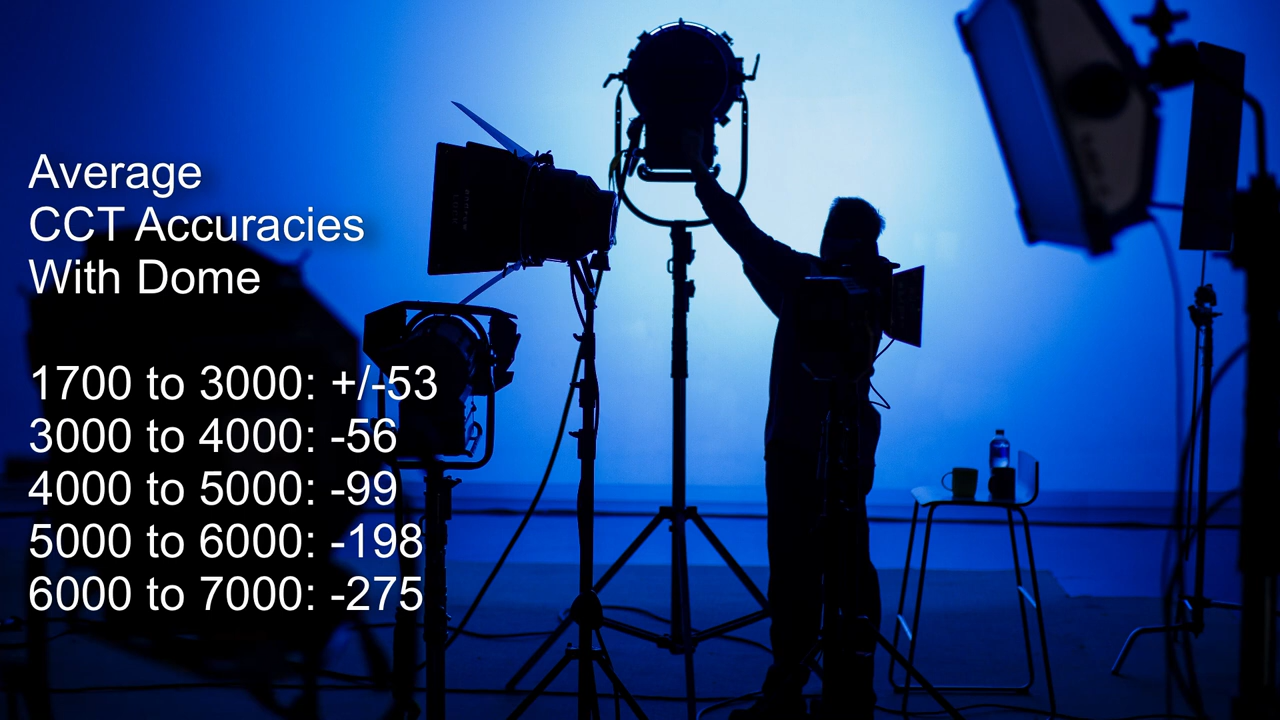 Average
CCT Accuracies
With Dome
1700 to 3000: +/-53
3000 to 4000: -56
4000 to 5000: -99
5000 to 6000: -198
6000 to 7000: -275